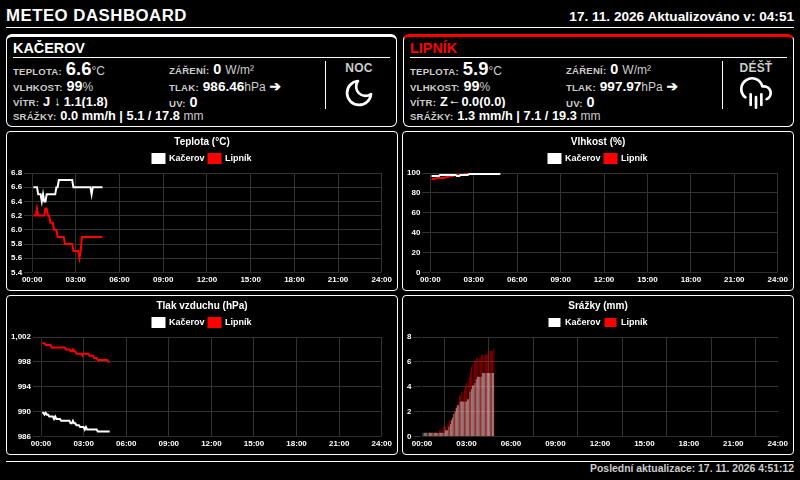 METEO DASHBOARD
17. 11. 2026 Aktualizováno v: 04:51
KAČEROV
TEPLOTA: 6.6°C
ZÁŘENÍ: 0 W/m²
VLHKOST: 99%
TLAK: 986.46hPa ➔
VÍTR: J ↓ 1.1(1.8)
UV: 0
SRÁŽKY: 0.0 mm/h | 5.1 / 17.8 mm
NOC
LIPNÍK
TEPLOTA: 5.9°C
ZÁŘENÍ: 0 W/m²
VLHKOST: 99%
TLAK: 997.97hPa ➔
VÍTR: Z ← 0.0(0.0)
UV: 0
SRÁŽKY: 1.3 mm/h | 7.1 / 19.3 mm
DÉŠŤ
Teplota (°C)
Kačerov Lipník
6.8
6.6
6.4
6.2
6.0
5.8
5.6
5.4
00:00 03:00 06:00 09:00 12:00 15:00 18:00 21:00 24:00
Vlhkost (%)
Kačerov Lipník
100
80
60
40
20
0
00:00 03:00 06:00 09:00 12:00 15:00 18:00 21:00 24:00
Tlak vzduchu (hPa)
Kačerov Lipník
1,002
998
994
990
986
00:00 03:00 06:00 09:00 12:00 15:00 18:00 21:00 24:00
Srážky (mm)
Kačerov Lipník
8
6
4
2
0
00:00 03:00 06:00 09:00 12:00 15:00 18:00 21:00 24:00
Poslední aktualizace: 17. 11. 2026 4:51:12